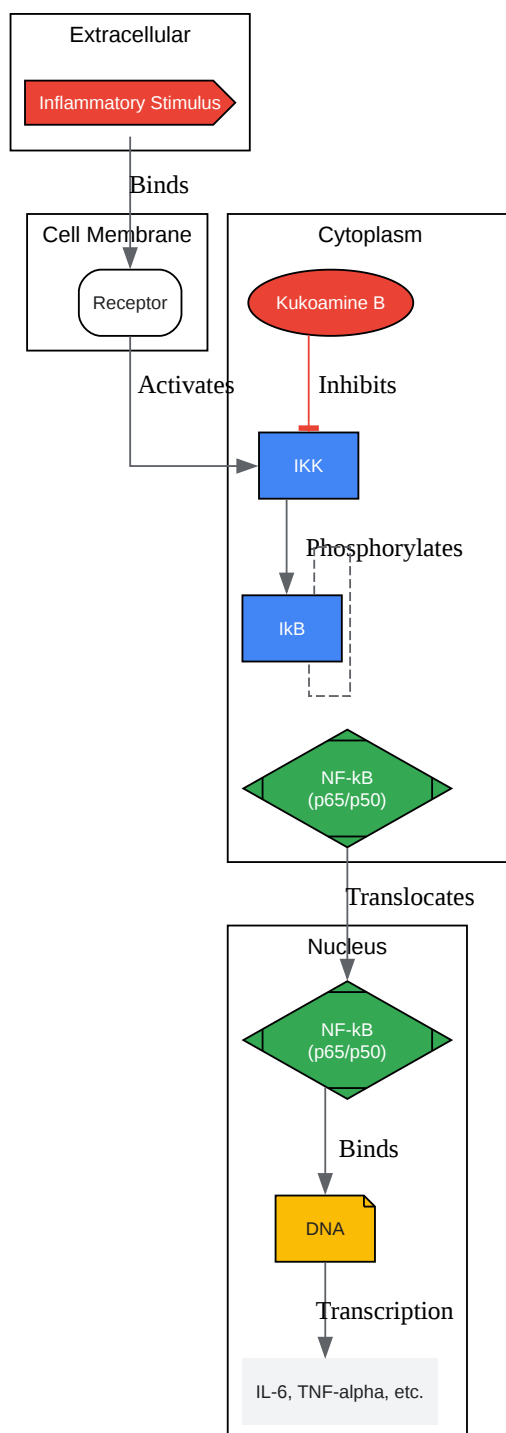 Extracellular
Inflammatory Stimulus
Binds
Cell Membrane
Cytoplasm
Receptor
Kukoamine B
Activates
Inhibits
IKK
Phosphorylates
IkB
NF-kB
(p65/p50)
Translocates
Nucleus
NF-kB
(p65/p50)
Binds
DNA
Transcription
IL-6, TNF-alpha, etc.